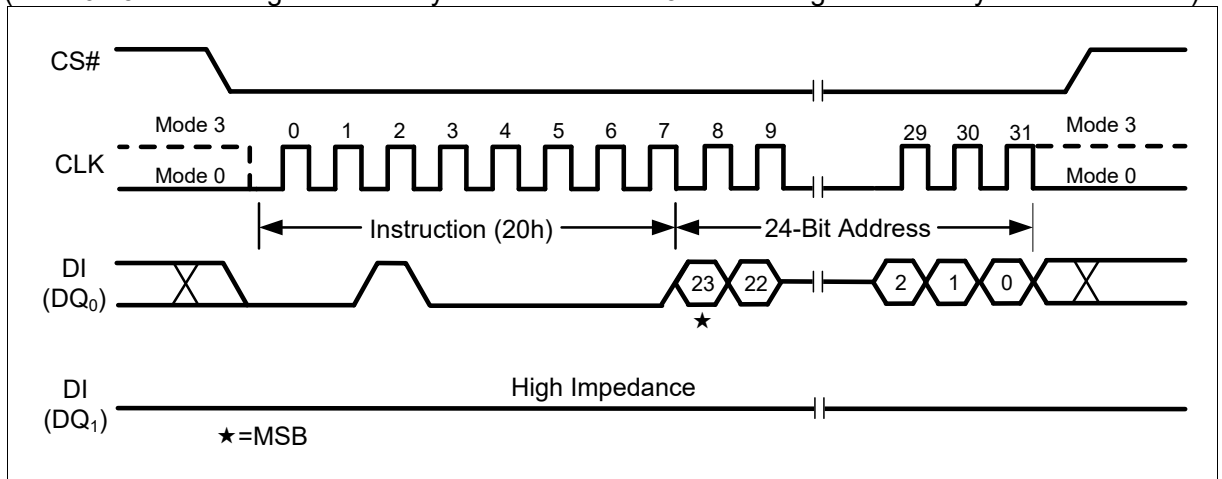 CS#
Mode 3 0 1 2 3 4 5 6 7 8 9 29 30 31 Mode 3
CLK
Mode 0 Mode 0
Instruction (20h) 24-Bit Address
DI
(DQ0) 23 22 2 1 0
★
High Impedance
DI
(DQ1)
★=MSB